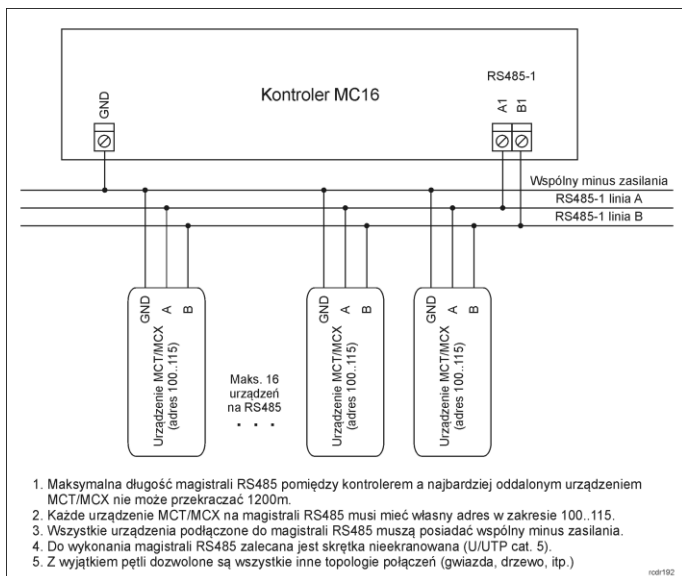 Kontroler MC16
RS485-1
GND
A1
B1
Wspólny minus zasilania
RS485-1 linia A
RS485-1 linia B
GND
A
B
Urządzenie MCT/MCX
(adres 100..115)
Maks. 16
urządzeń
na RS485
. . .
GND
A
B
Urządzenie MCT/MCX
(adres 100..115)
GND
A
B
Urządzenie MCT/MCX
(adres 100..115)
1. Maksymalna długość magistrali RS485 pomiędzy kontrolerem a najbardziej oddalonym urządzeniem
MCT/MCX nie może przekraczać 1200m.
2. Każde urządzenie MCT/MCX na magistrali RS485 musi mieć własny adres w zakresie 100..115.
3. Wszystkie urządzenia podłączone do magistrali RS485 muszą posiadać wspólny minus zasilania.
4. Do wykonania magistrali RS485 zalecana jest skrętka nieekranowana (U/UTP cat. 5).
5. Z wyjątkiem pętli dozwolone są wszystkie inne topologie połączeń (gwiazda, drzewo, itp.)
rcdr192